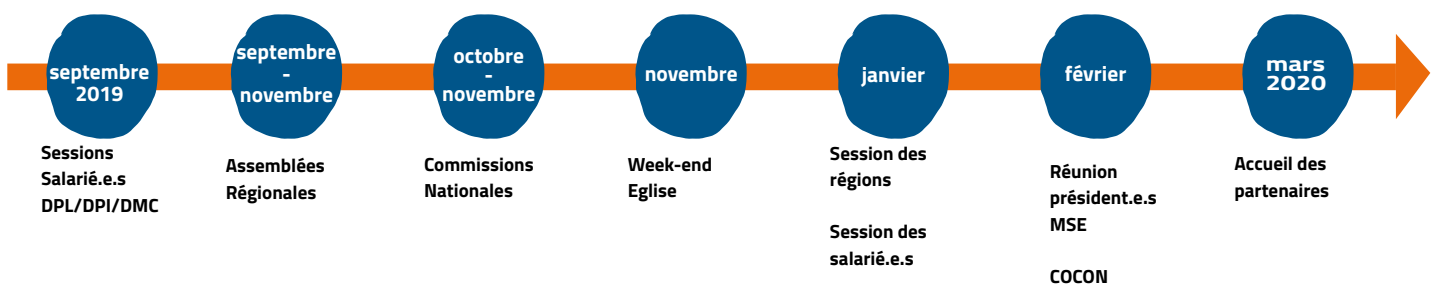 septembre
2019
Sessions
Salarié.e.s
DPL/DPI/DMC
septembre
-
novembre
Assemblées
Régionales
octobre
-
novembre
Commissions
Nationales
novembre
Week-end
Eglise
janvier
Session des
régions
Session des
salarié.e.s
février
Réunion
président.e.s
MSE
COCON
mars
2020
Accueil des
partenaires